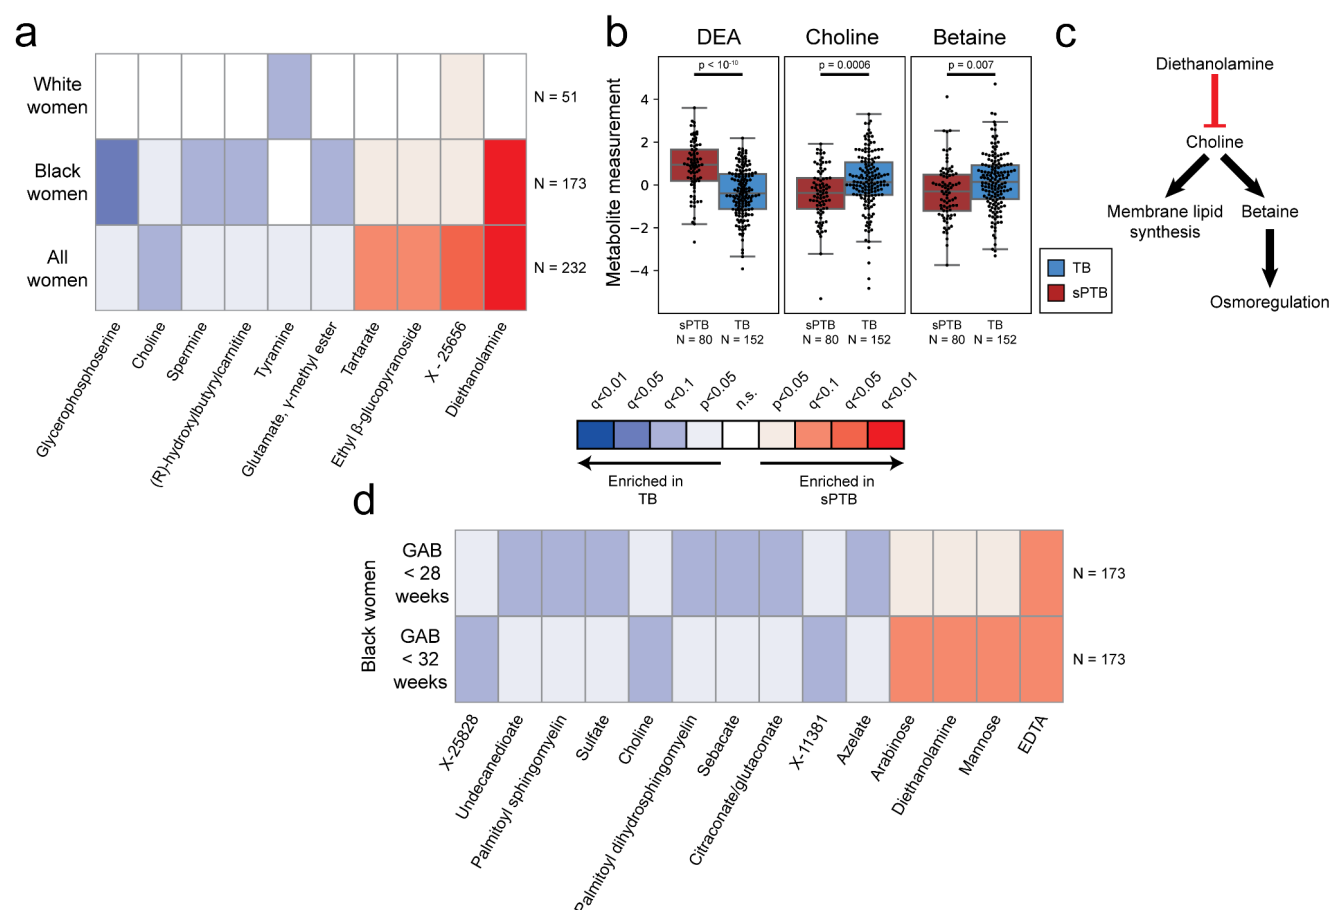 a
White
women
N = 51
Black
women
N = 173
All
women
N = 232
Glycerophosphoserine
Choline
Spermine
(R)-hydroxylbutyrylcarnitine
Tyramine
Glutamate, γ-methyl ester
Tartarate
Ethyl β-glucopyranoside
X - 25656
Diethanolamine
b
DEA
Choline
Betaine
p < 10⁻¹⁰
p = 0.0006
p = 0.007
Metabolite measurement
4
2
0
−2
−4
sPTB
N = 80
TB
N = 152
sPTB
N = 80
TB
N = 152
sPTB
N = 80
TB
N = 152
TB
sPTB
c
Diethanolamine
Choline
Membrane lipid
synthesis
Betaine
Osmoregulation
q<0.01
q<0.05
q<0.1
p<0.05
n.s.
p<0.05
q<0.1
q<0.05
q<0.01
Enriched in
TB
Enriched in
sPTB
d
Black women
GAB
< 28
weeks
N = 173
GAB
< 32
weeks
N = 173
X-25828
Undecanedioate
Palmitoyl sphingomyelin
Sulfate
Choline
Palmitoyl dihydrosphingomyelin
Sebacate
Citraconate/glutaconate
X-11381
Azelate
Arabinose
Diethanolamine
Mannose
EDTA